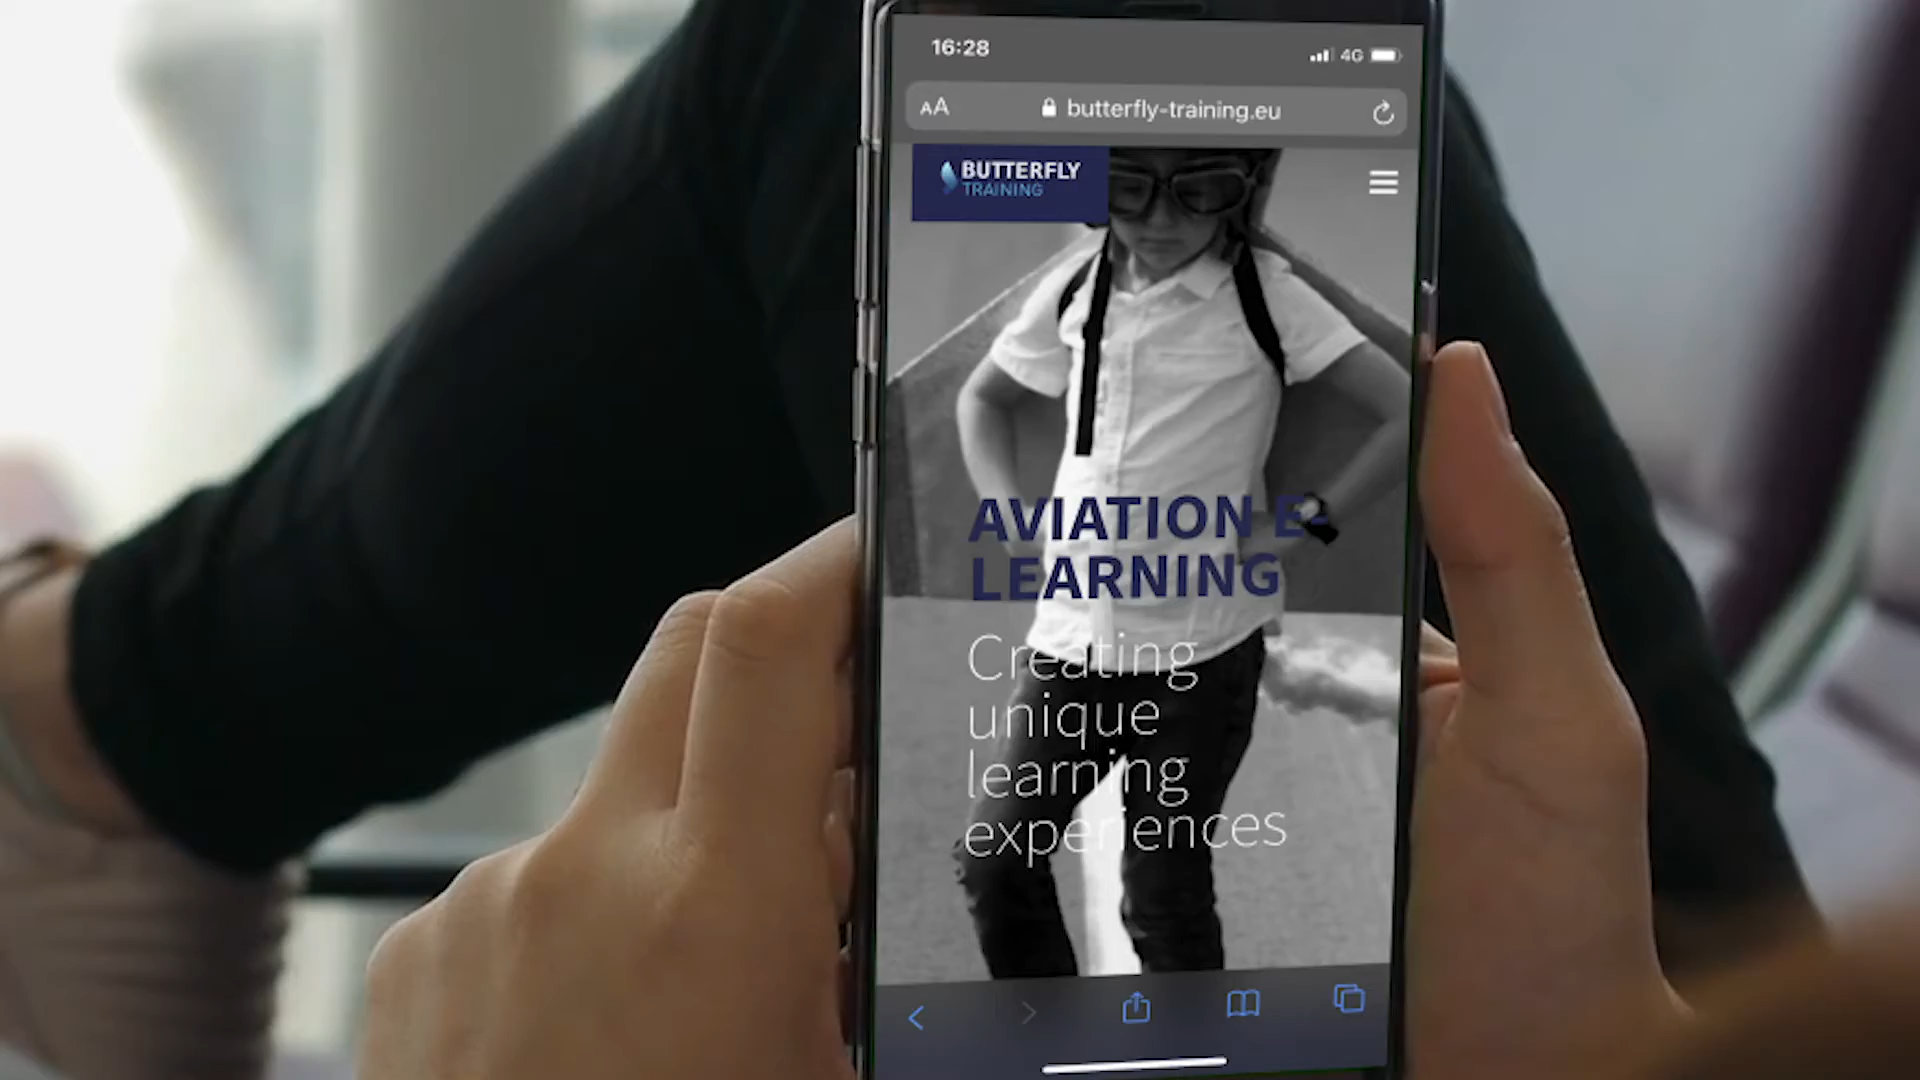 16:28
4G
AA
butterfly-training.eu
BUTTERFLY
TRAINING
AVIATION E-
LEARNING
Creating
unique
learning
experiences